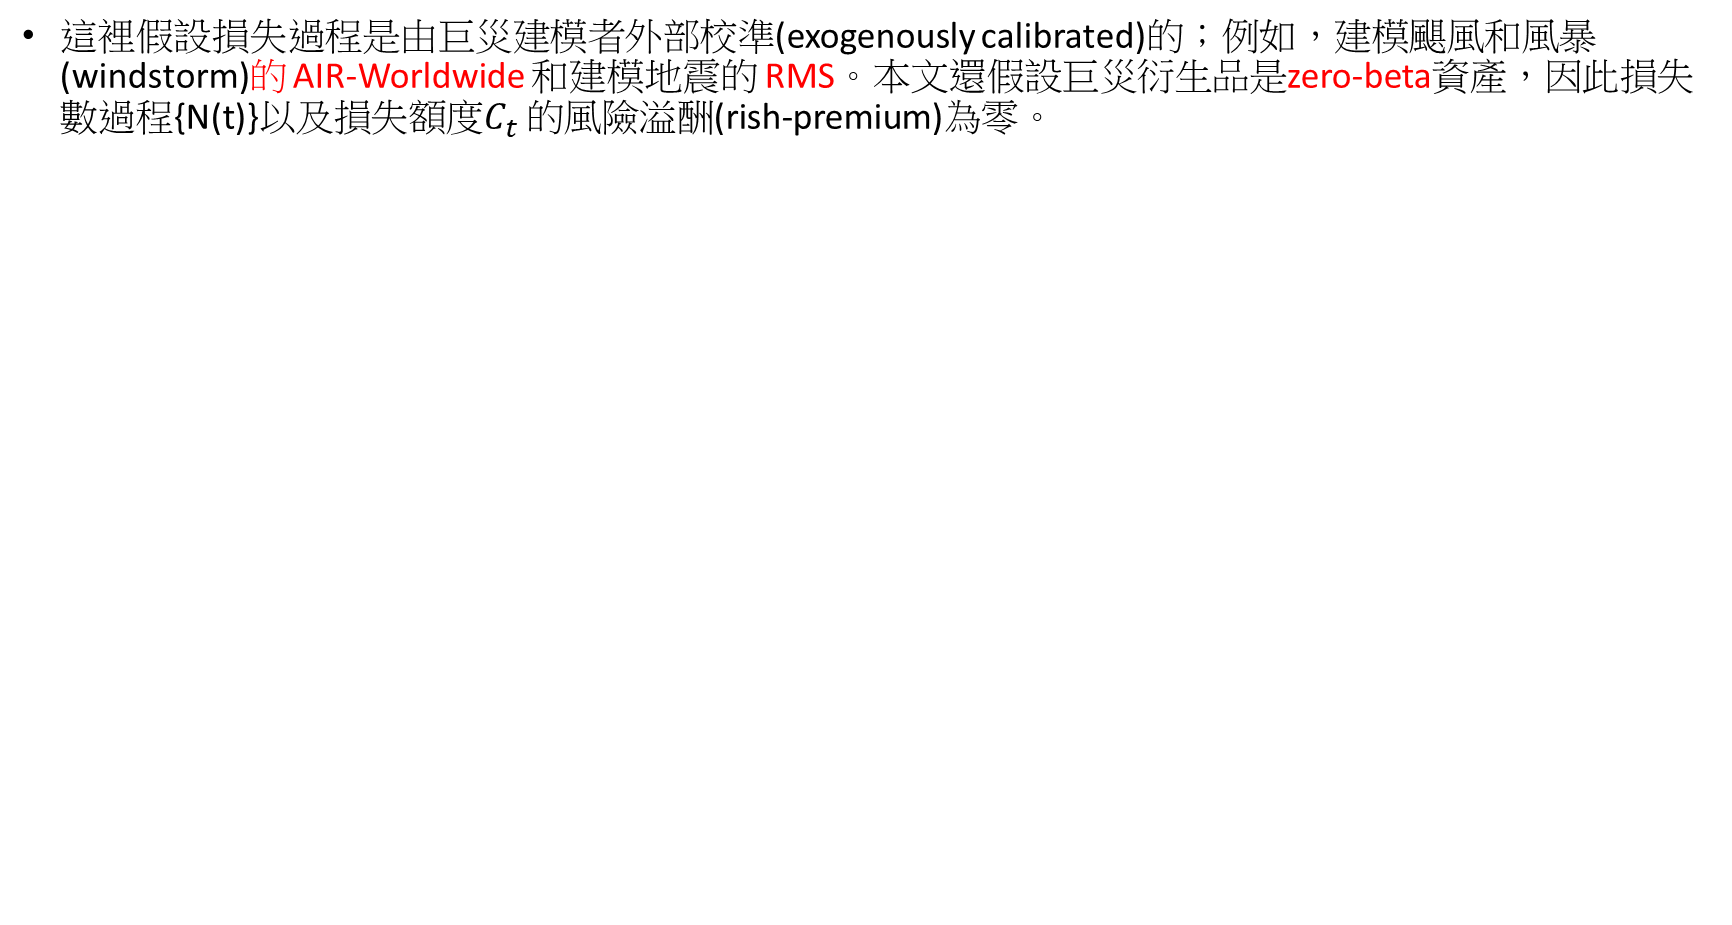 • 這裡假設損失過程是由巨災建模者外部校準(exogenously calibrated)的；例如，建模颶風和風暴
(windstorm)的 AIR-Worldwide 和建模地震的 RMS。本文還假設巨災衍生品是zero-beta資產，因此損失
數過程{N(t)}以及損失額度𝐶𝑡 的風險溢酬(rish-premium)為零。